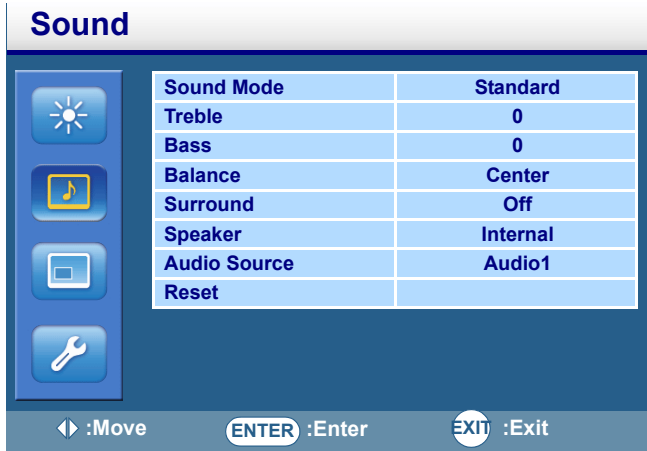 Sound
Sound Mode Standard
Treble 0
Bass 0
Balance Center
Surround Off
Speaker Internal
Audio Source Audio1
Reset
:Move ENTER :Enter EXIT :Exit